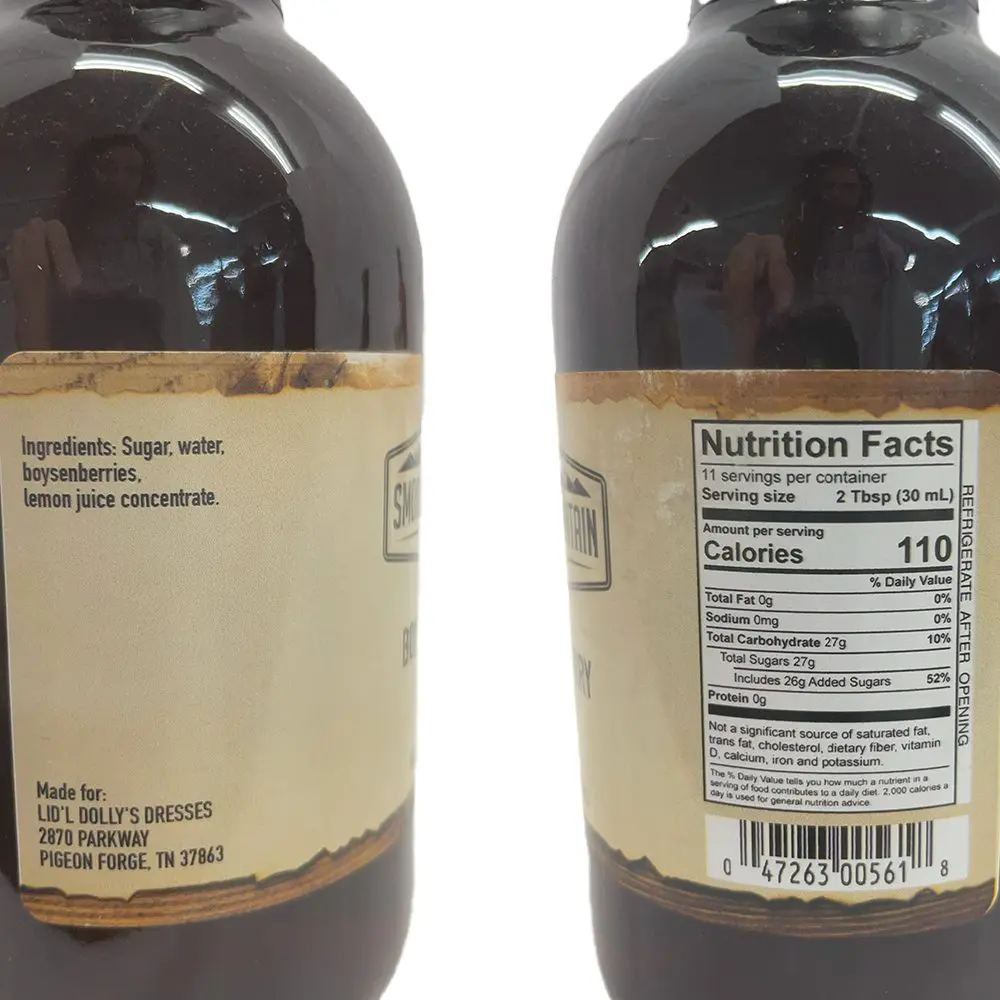 Ingredients: Sugar, water,
boysenberries,
lemon juice concentrate.
Made for:
LID'L DOLLY'S DRESSES
2870 PARKWAY
PIGEON FORGE, TN 37863
Nutrition Facts
11 servings per container
Serving size 2 Tbsp (30 mL)
Amount per serving
Calories 110
% Daily Value
Total Fat 0g 0%
Sodium 0mg 0%
Total Carbohydrate 27g 10%
Total Sugars 27g
Includes 26g Added Sugars 52%
Protein 0g
Not a significant source of saturated fat,
trans fat, cholesterol, dietary fiber, vitamin
D, calcium, iron and potassium.
The % Daily Value tells you how much a nutrient in a
serving of food contributes to a daily diet. 2,000 calories a
day is used for general nutrition advice.
REFRIGERATE AFTER OPENING
0 47263 00561 8